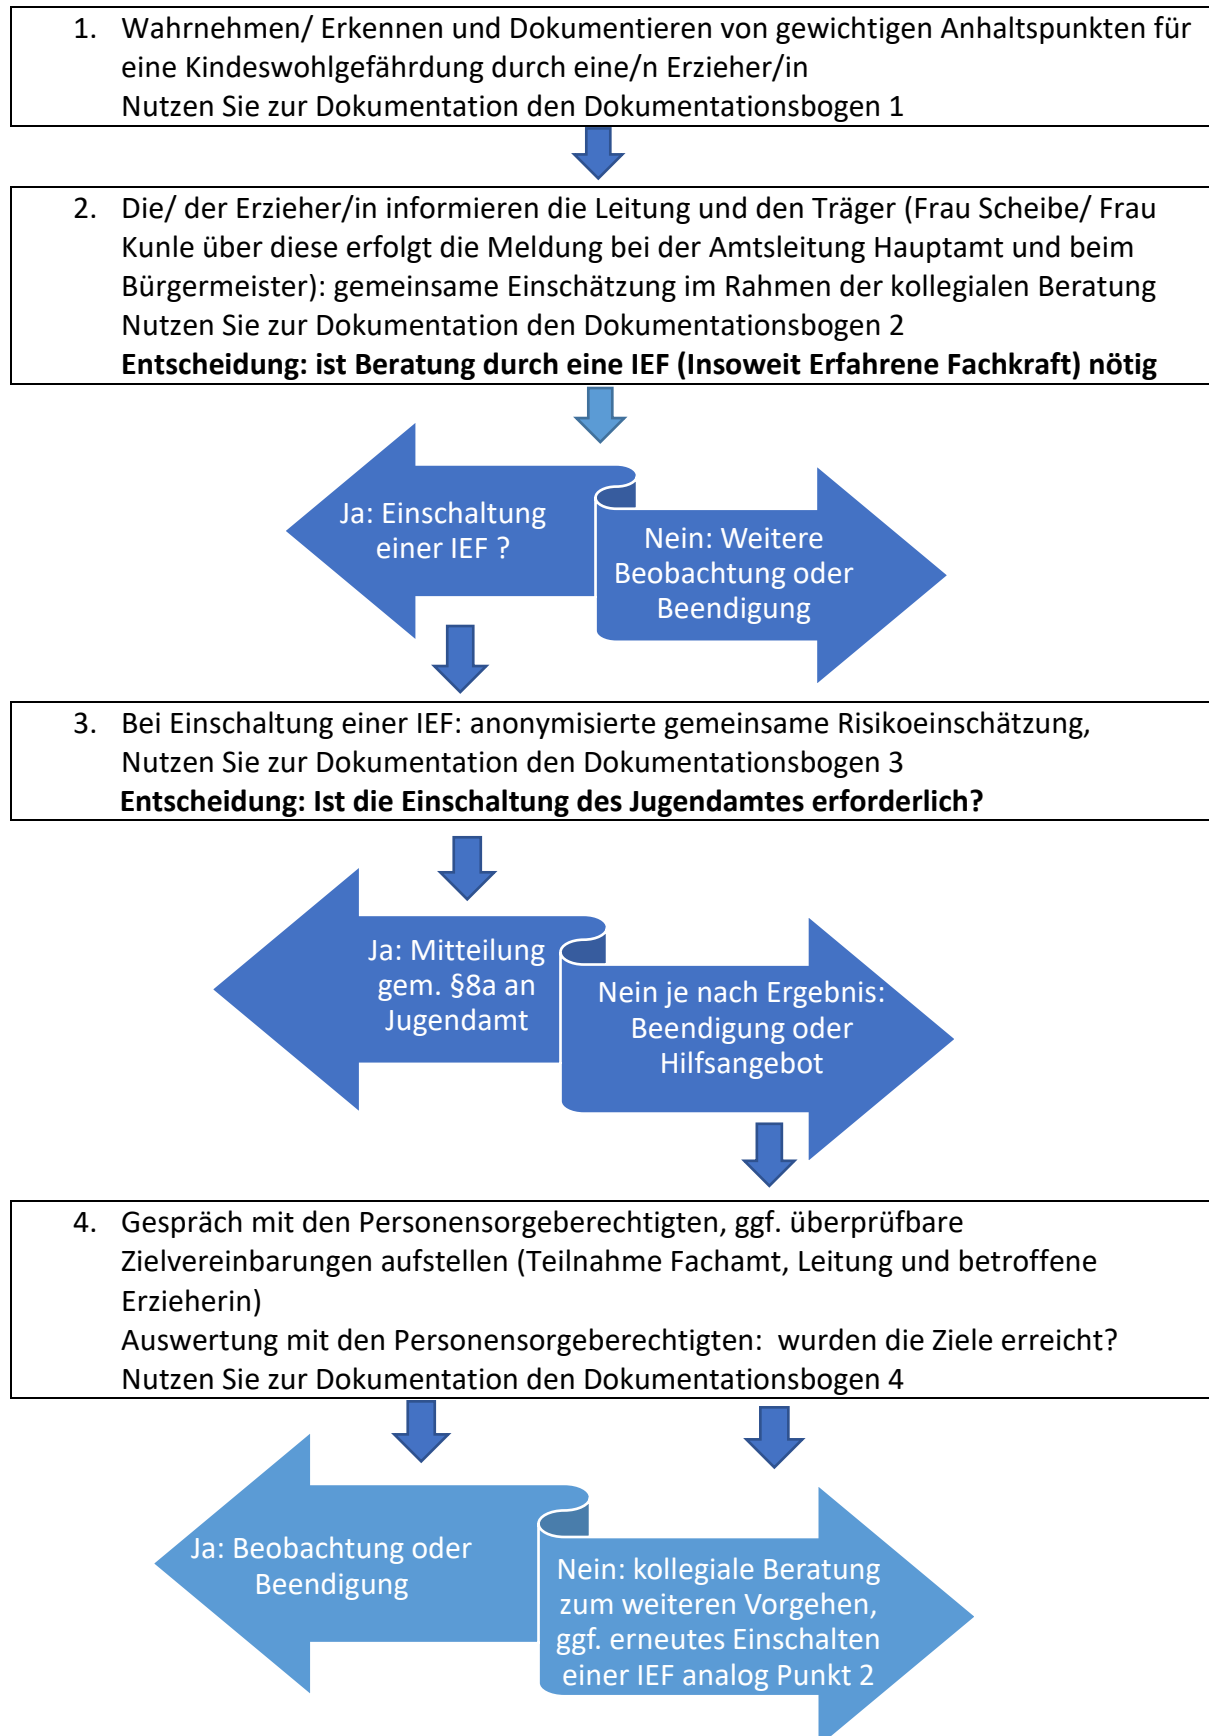 1. Wahrnehmen/ Erkennen und Dokumentieren von gewichtigen Anhaltspunkten für
eine Kindeswohlgefährdung durch eine/n Erzieher/in
Nutzen Sie zur Dokumentation den Dokumentationsbogen 1
2. Die/ der Erzieher/in informieren die Leitung und den Träger (Frau Scheibe/ Frau
Kunle über diese erfolgt die Meldung bei der Amtsleitung Hauptamt und beim
Bürgermeister): gemeinsame Einschätzung im Rahmen der kollegialen Beratung
Nutzen Sie zur Dokumentation den Dokumentationsbogen 2
Entscheidung: ist Beratung durch eine IEF (Insoweit Erfahrene Fachkraft) nötig
Ja: Einschaltung
einer IEF ?
Nein: Weitere
Beobachtung oder
Beendigung
3. Bei Einschaltung einer IEF: anonymisierte gemeinsame Risikoeinschätzung,
Nutzen Sie zur Dokumentation den Dokumentationsbogen 3
Entscheidung: Ist die Einschaltung des Jugendamtes erforderlich?
Ja: Mitteilung
gem. §8a an
Jugendamt
Nein je nach Ergebnis:
Beendigung oder
Hilfsangebot
4. Gespräch mit den Personensorgeberechtigten, ggf. überprüfbare
Zielvereinbarungen aufstellen (Teilnahme Fachamt, Leitung und betroffene
Erzieherin)
Auswertung mit den Personensorgeberechtigten:  wurden die Ziele erreicht?
Nutzen Sie zur Dokumentation den Dokumentationsbogen 4
Ja: Beobachtung oder
Beendigung
Nein: kollegiale Beratung
zum weiteren Vorgehen,
ggf. erneutes Einschalten
einer IEF analog Punkt 2